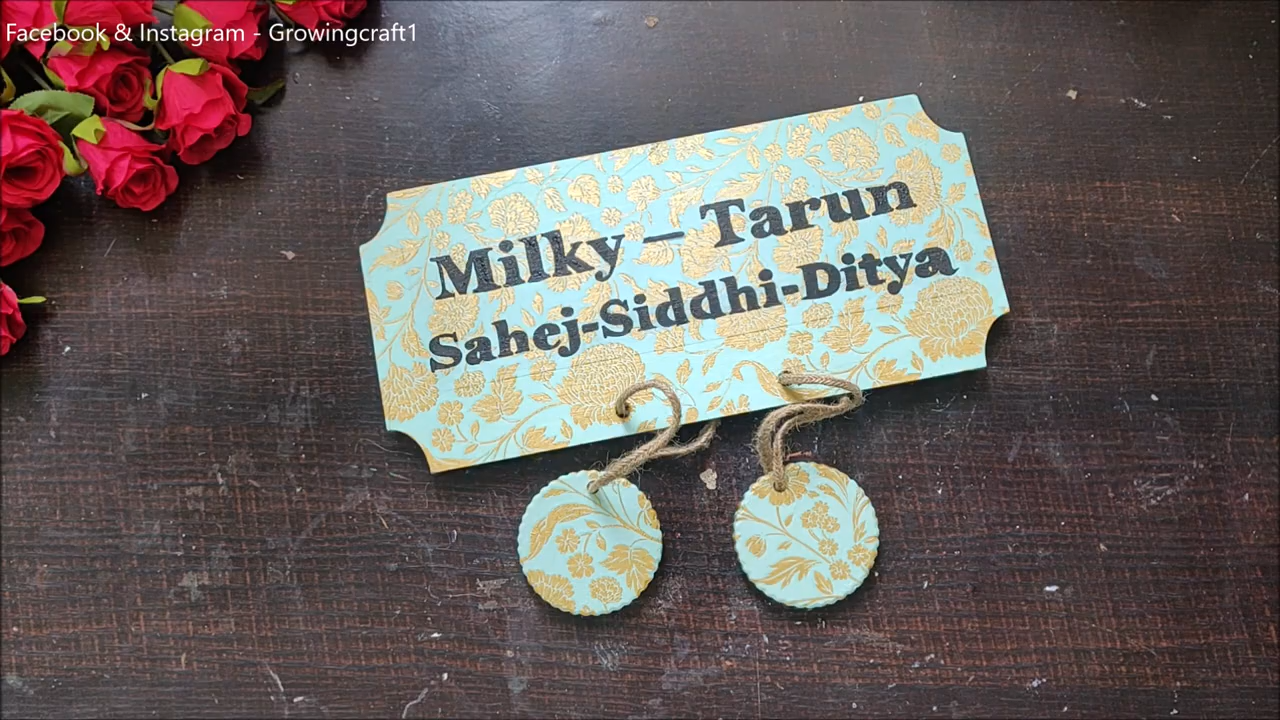 Facebook & Instagram - Growingcraft1
Milky – Tarun
Sahej-Siddhi-Ditya